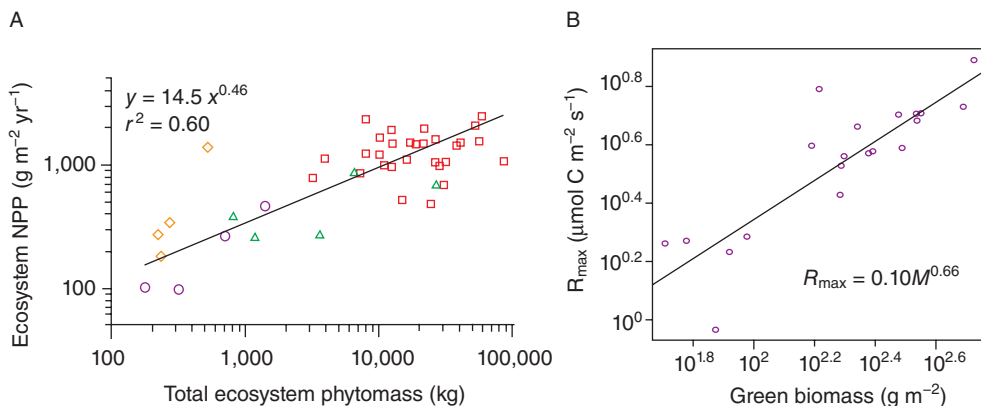 A
Ecosystem NPP (g m⁻² yr⁻¹)
y = 14.5 x^0.46
r² = 0.60
1,000
100
100 1,000 10,000 100,000
Total ecosystem phytomass (kg)
B
R_max (μmol C m⁻² s⁻¹)
10^0.8
10^0.6
10^0.4
10^0.2
10^0
R_max = 0.10M^0.66
10^1.8 10^2 10^2.2 10^2.4 10^2.6
Green biomass (g m⁻²)